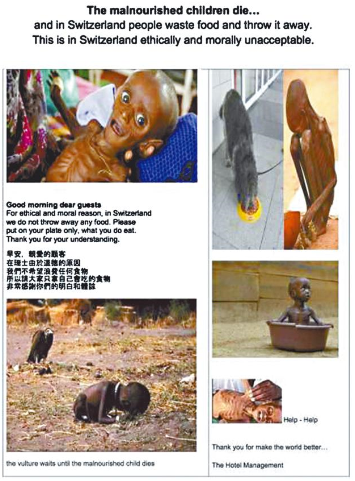 The malnourished children die…
and in Switzerland people waste food and throw it away.
This is in Switzerland ethically and morally unacceptable.
Good morning dear guests
For ethical and moral reason, in Switzerland
we do not throw away any food. Please
put on your plate only, what you do eat.
Thank you for your understanding.
早安，親愛的顧客
在瑞士由於道德的原因
我們不希望浪費任何食物
所以請大家只拿自己會吃的食物
非常感謝你們的明白和體諒
the vulture waits until the malnourished child dies
Help - Help
Thank you for make the world better…
The Hotel Management